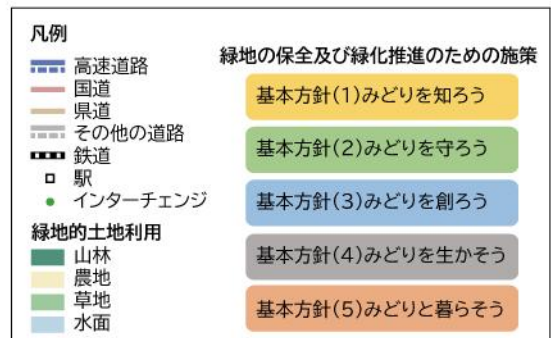 凡例
高速道路
国道
県道
その他の道路
鉄道
駅
インターチェンジ
緑地的土地利用
山林
農地
草地
水面
緑地の保全及び緑化推進のための施策
基本方針(1)みどりを知ろう
基本方針(2)みどりを守ろう
基本方針(3)みどりを創ろう
基本方針(4)みどりを生かそう
基本方針(5)みどりと暮らそう